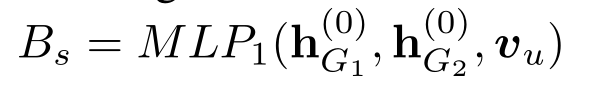 $B_s = MLP_1(\mathbf{h}_{G_1}^{(0)}, \mathbf{h}_{G_2}^{(0)}, \boldsymbol{v}_u)$